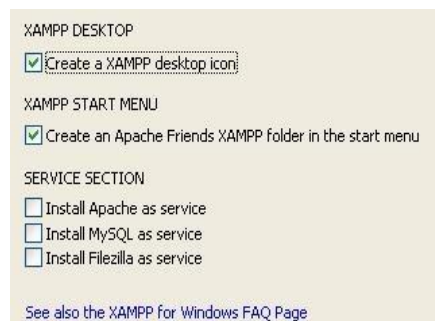 XAMPP DESKTOP
Create a XAMPP desktop icon
XAMPP START MENU
Create an Apache Friends XAMPP folder in the start menu
SERVICE SECTION
Install Apache as service
Install MySQL as service
Install Filezilla as service
See also the XAMPP for Windows FAQ Page